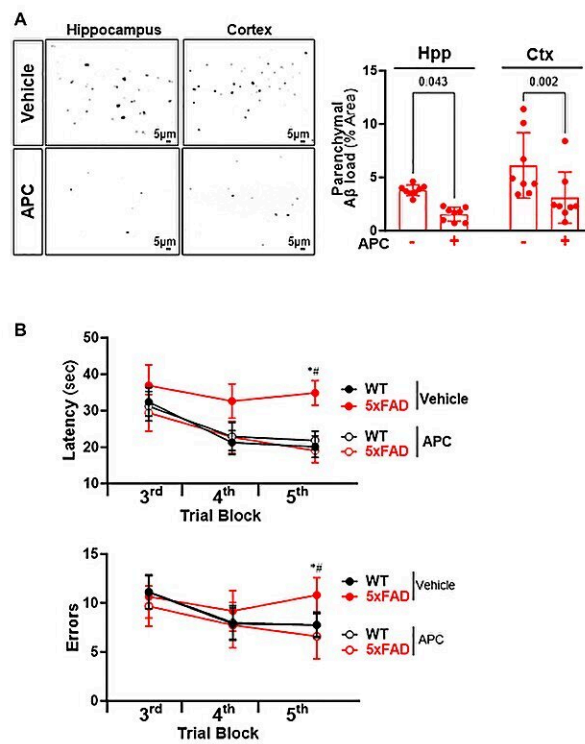 A
Hippocampus
Cortex
Vehicle
5µm
5µm
APC
5µm
5µm
Hpp
Ctx
0.043
0.002
Parenchymal
Aβ load (% Area)
15
10
5
0
APC
- + - +
B
Latency (sec)
50
40
30
20
10
*#
3rd
4th
5th
Trial Block
WT
5xFAD
Vehicle
WT
5xFAD
APC
Errors
15
10
5
0
*#
3rd
4th
5th
Trial Block
WT
5xFAD
Vehicle
WT
5xFAD
APC